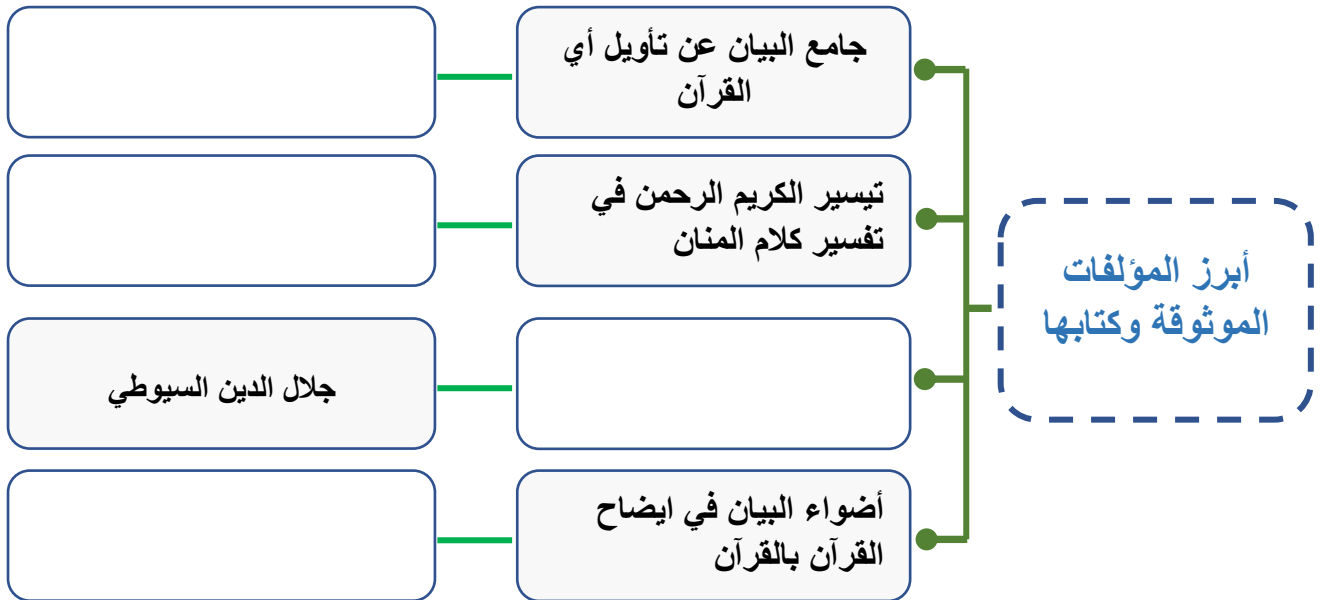 أبرز المؤلفات
الموثوقة وكتابها
جامع البيان عن تأويل أي
القرآن
تيسير الكريم الرحمن في
تفسير كلام المنان
جلال الدين السيوطي
أضواء البيان في ايضاح
القرآن بالقرآن